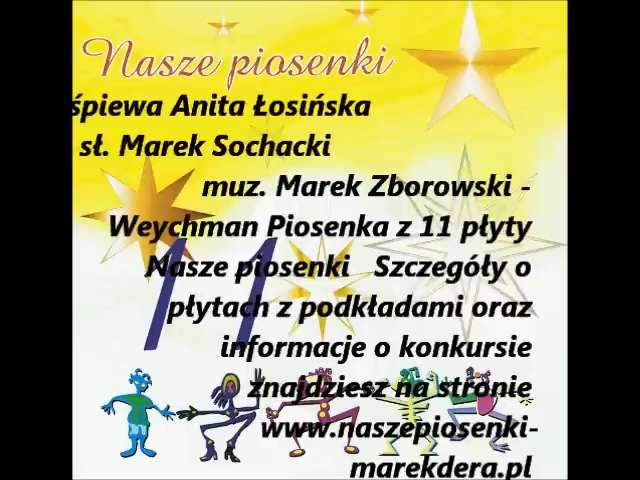 Nasze piosenki
śpiewa Anita Łosińska
sł. Marek Sochacki
muz. Marek Zborowski -
Weychman Piosenka z 11 płyty
Nasze piosenki Szczegóły o
płytach z podkładami oraz
informacje o konkursie
znajdziesz na stronie
www.naszepiosenki-
marekdera.pl
11